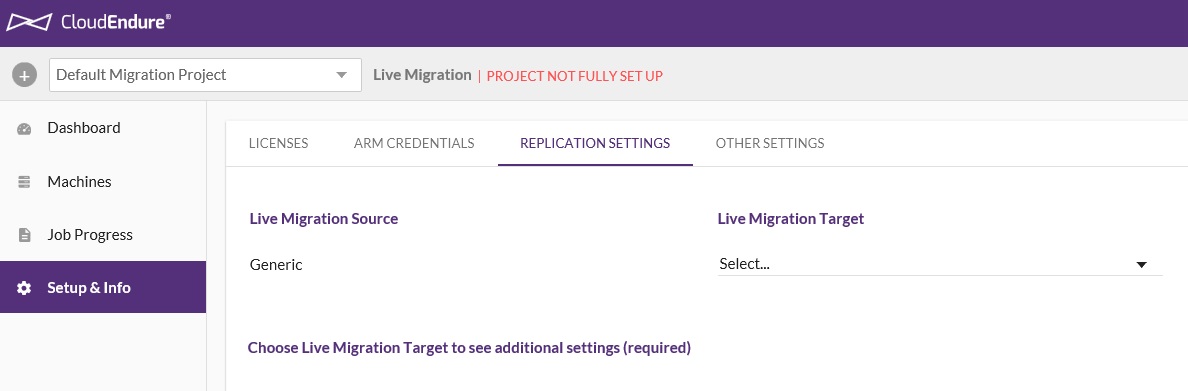 CloudEndure®
Default Migration Project
Live Migration | PROJECT NOT FULLY SET UP
Dashboard
Machines
Job Progress
Setup & Info
LICENSES ARM CREDENTIALS REPLICATION SETTINGS OTHER SETTINGS
Live Migration Source
Generic
Live Migration Target
Select...
Choose Live Migration Target to see additional settings (required)